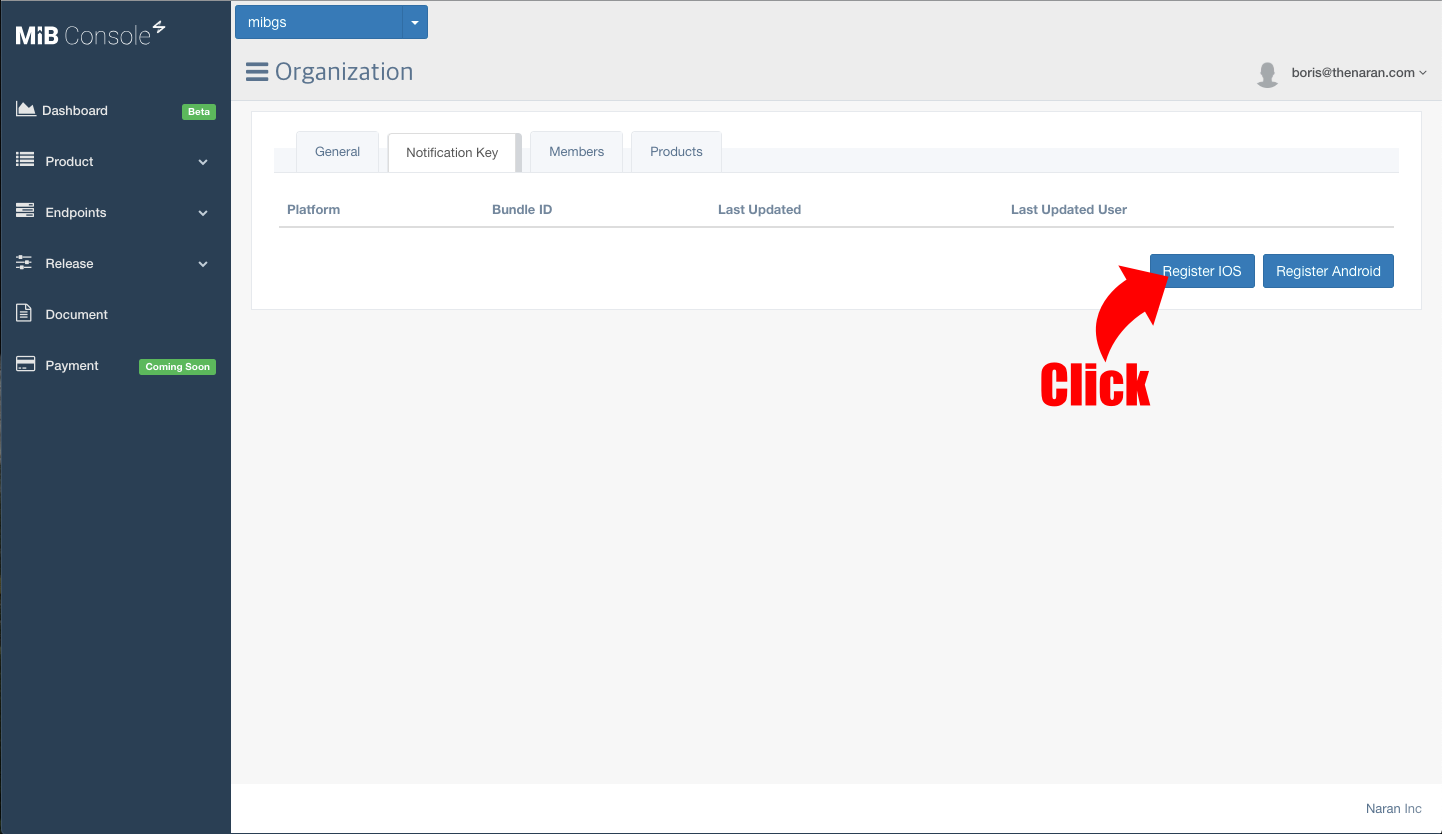 MiB Console
mibgs
Organization
boris@thenaran.com
Dashboard Beta
Product
Endpoints
Release
Document
Payment Coming Soon
General Notification Key Members Products
Platform Bundle ID Last Updated Last Updated User
Register IOS Register Android
Click
Naran Inc